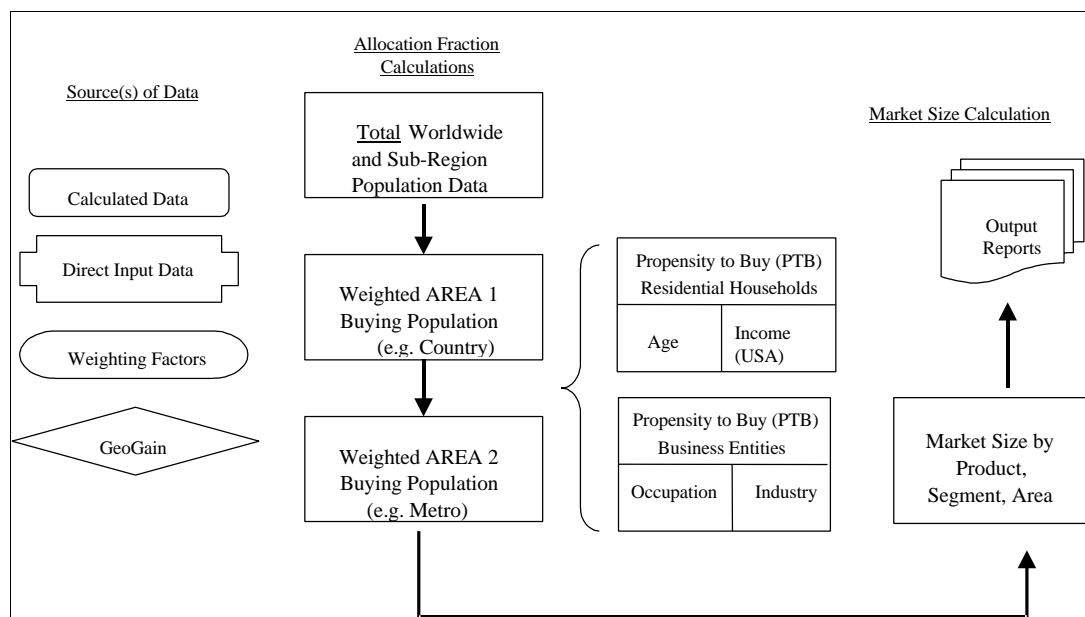 Allocation Fraction
Calculations
Source(s) of Data
Calculated Data
Direct Input Data
Weighting Factors
GeoGain
Total Worldwide
and Sub-Region
Population Data
Weighted AREA 1
Buying Population
(e.g. Country)
Weighted AREA 2
Buying Population
(e.g. Metro)
Propensity to Buy (PTB)
Residential Households
Age
Income
(USA)
Propensity to Buy (PTB)
Business Entities
Occupation
Industry
Market Size Calculation
Output
Reports
Market Size by
Product,
Segment, Area